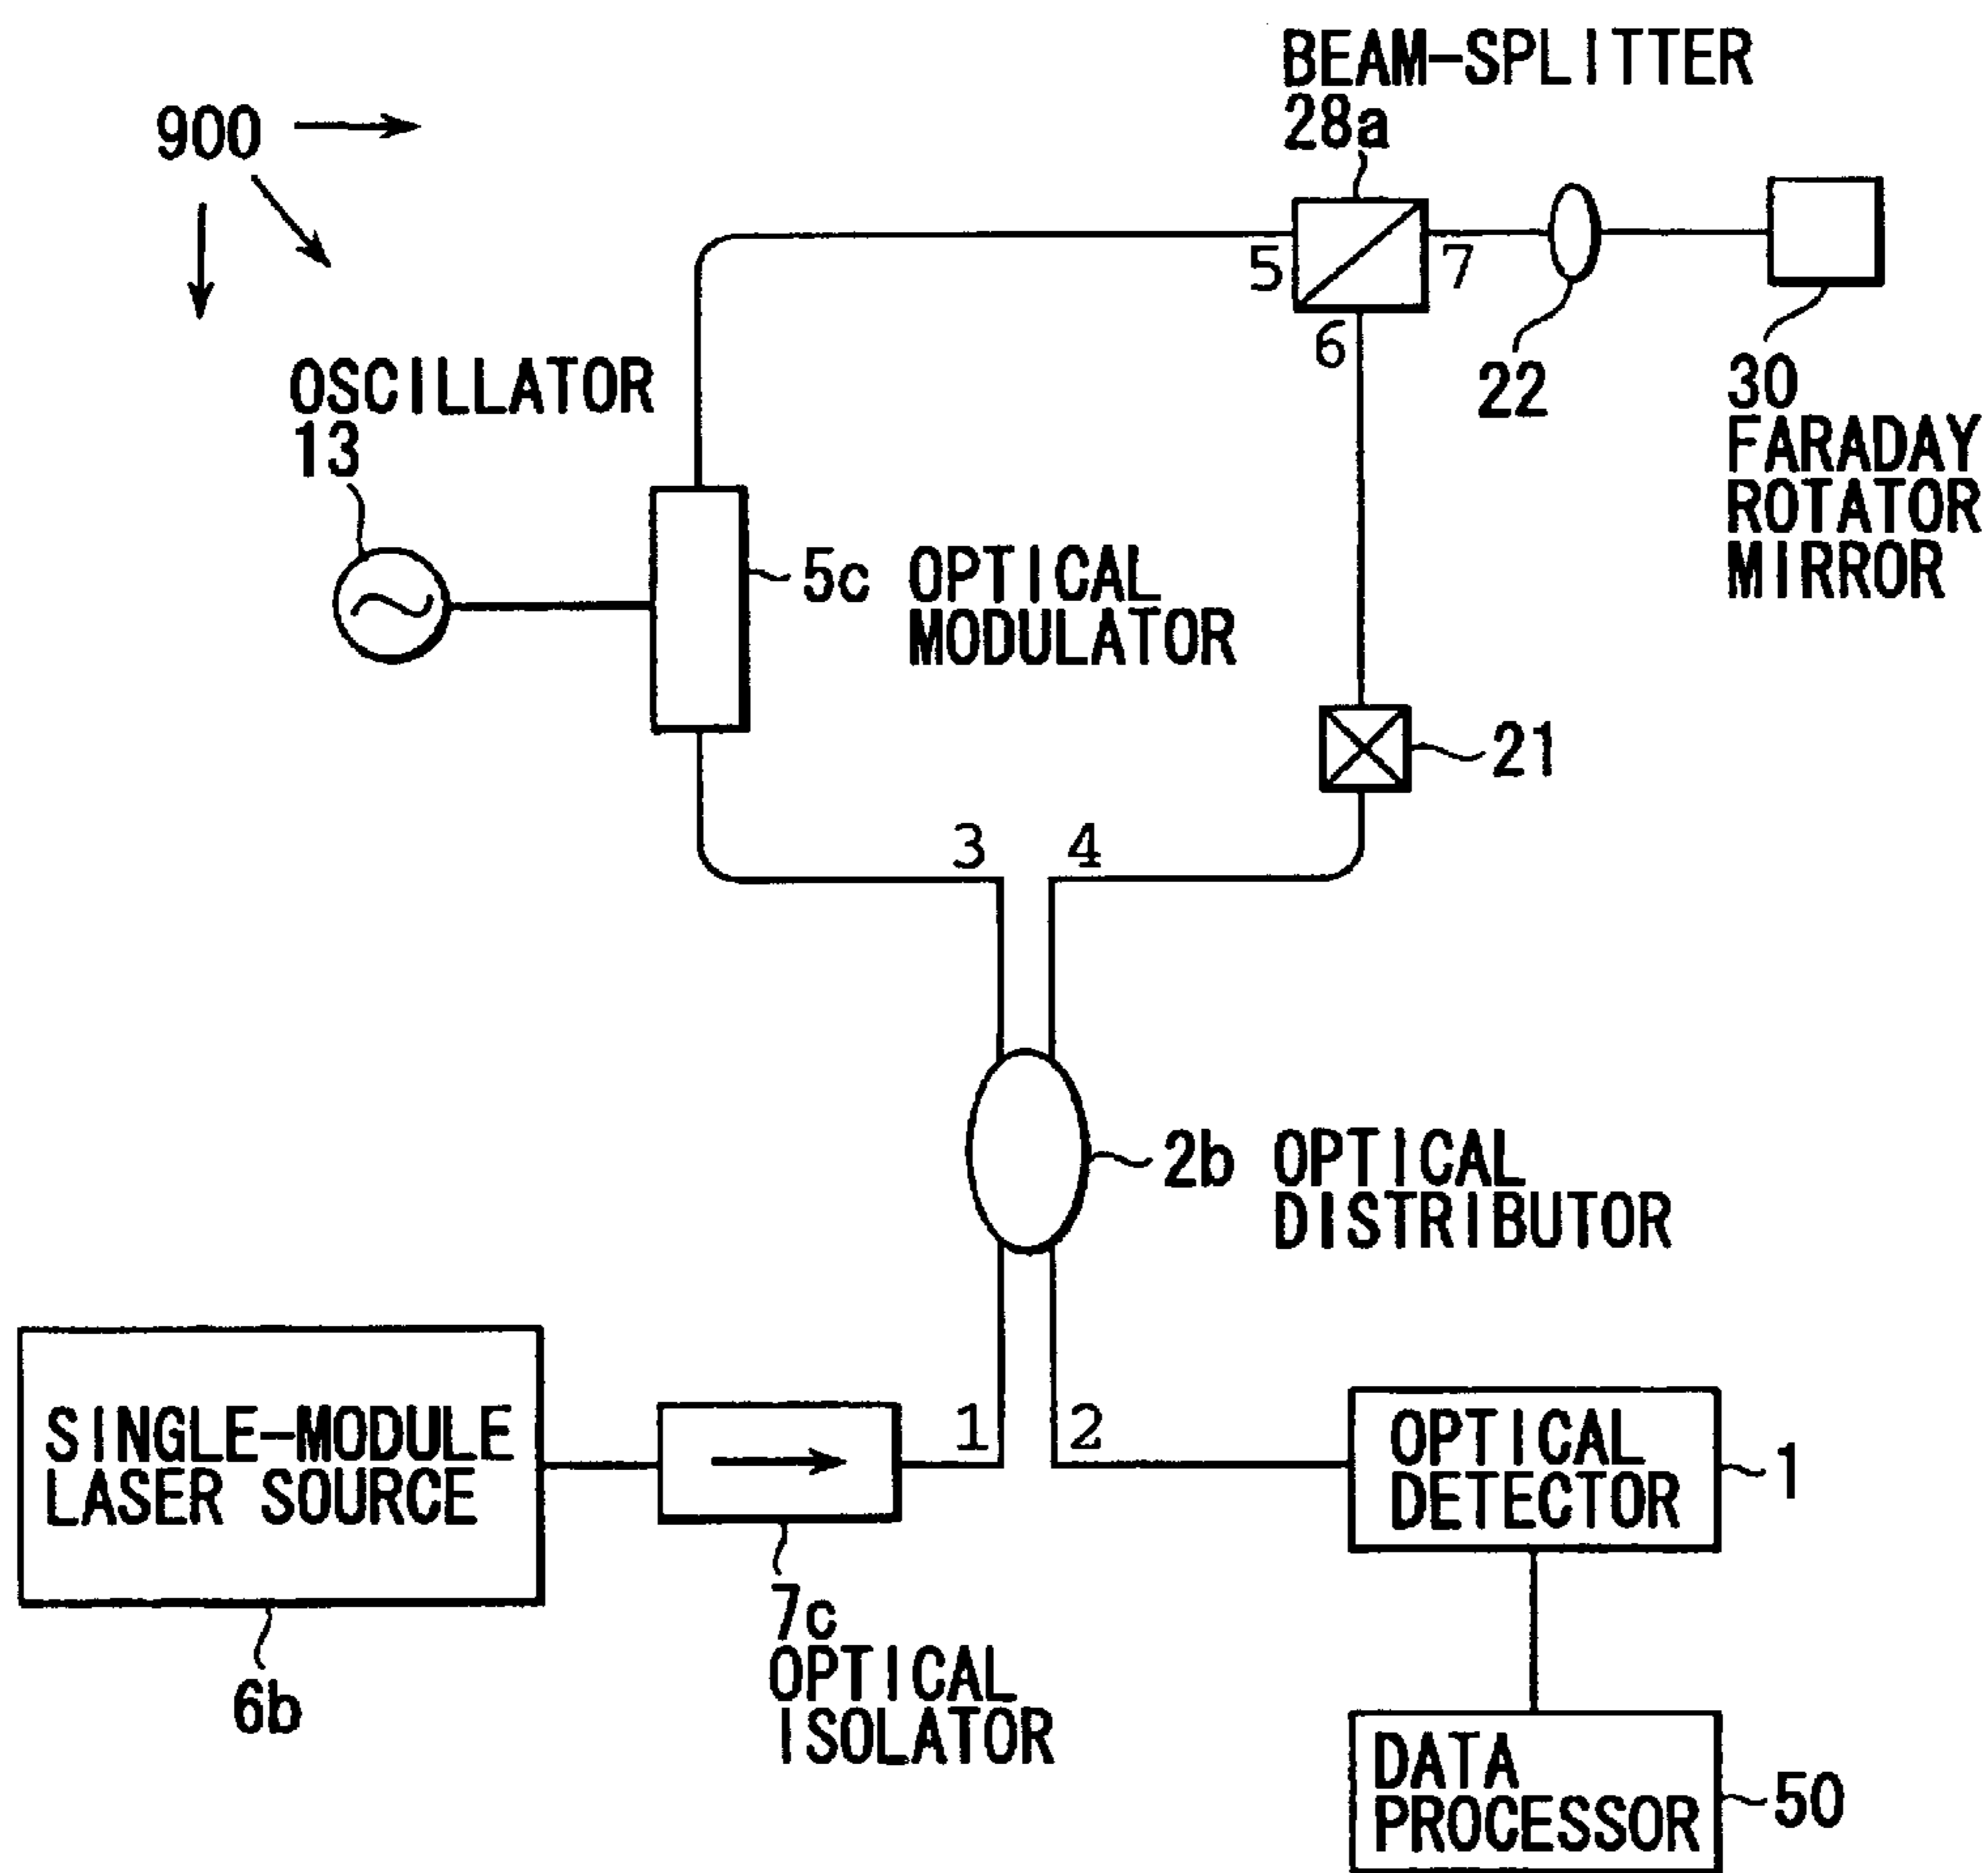 BEAM-SPLITTER
28a
900
5
7
6
22
30
FARADAY
ROTATOR
MIRROR
OSCILLATOR
13
5c OPTICAL
MODULATOR
21
3
4
2b OPTICAL
DISTRIBUTOR
SINGLE-MODULE
LASER SOURCE
6b
1
2
7c
OPTICAL
ISOLATOR
OPTICAL
DETECTOR
1
DATA
PROCESSOR
50